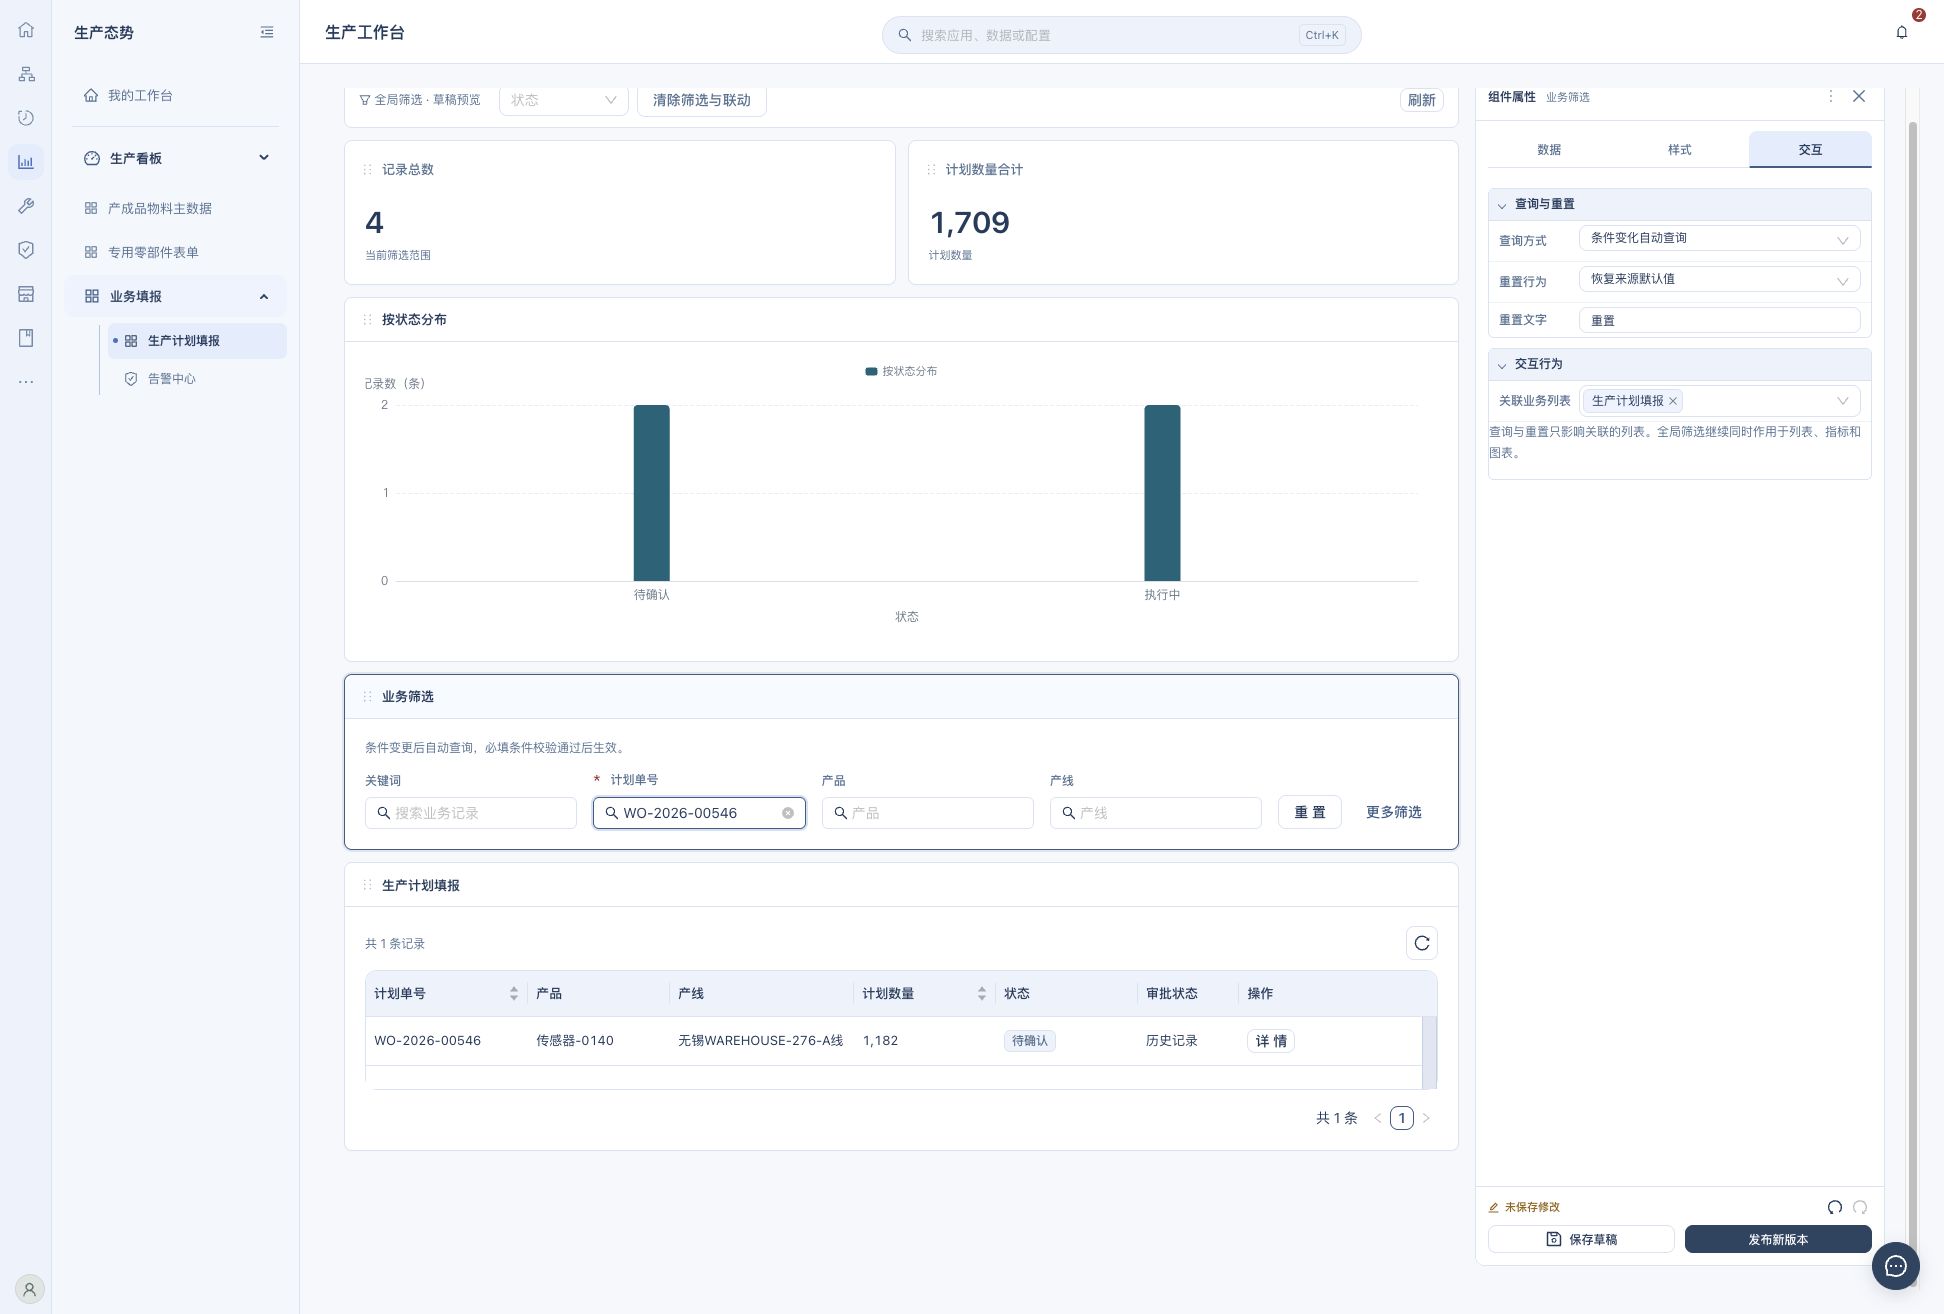 生产态势
生产工作台
搜索应用、数据或配置
Ctrl+K
2
我的工作台
生产看板
产成品物料主数据
专用零部件表单
业务填报
生产计划填报
告警中心
全局筛选 · 草稿预览
状态
清除筛选与联动
刷新
记录总数
4
当前筛选范围
计划数量合计
1,709
计划数量
按状态分布
按状态分布
记录数（条）
2
1
0
待确认
执行中
状态
业务筛选
条件变更后自动查询，必填条件校验通过后生效。
关键词
* 计划单号
产品
产线
搜索业务记录
WO-2026-00546
产品
产线
重 置
更多筛选
生产计划填报
共 1 条记录
计划单号 产品 产线 计划数量 状态 审批状态 操作
WO-2026-00546 传感器-0140 无锡WAREHOUSE-276-A线 1,182 待确认 历史记录 详 情
共 1 条
1
组件属性 业务筛选
数据 样式 交互
查询与重置
查询方式 条件变化自动查询
重置行为 恢复来源默认值
重置文字 重置
交互行为
关联业务列表 生产计划填报
查询与重置只影响关联的列表。全局筛选继续同时作用于列表、指标和
图表。
未保存修改
保存草稿
发布新版本